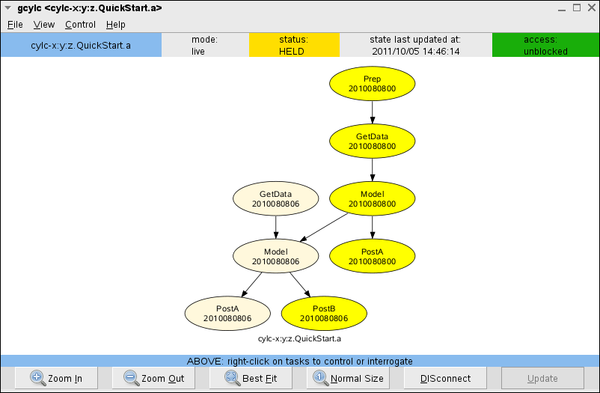 gcylc <cylc-x:y:z.QuickStart.a>
File View Control Help
cylc-x:y:z.QuickStart.a
mode:
live
status:
HELD
state last updated at:
2011/10/05 14:46:14
access:
unblocked
Prep
2010080800
GetData
2010080800
GetData
2010080806
Model
2010080800
Model
2010080806
PostA
2010080800
PostA
2010080806
PostB
2010080806
cylc-x:y:z.QuickStart.a
ABOVE: right-click on tasks to control or interrogate
Zoom In
Zoom Out
Best Fit
1
Normal Size
DISconnect
Update